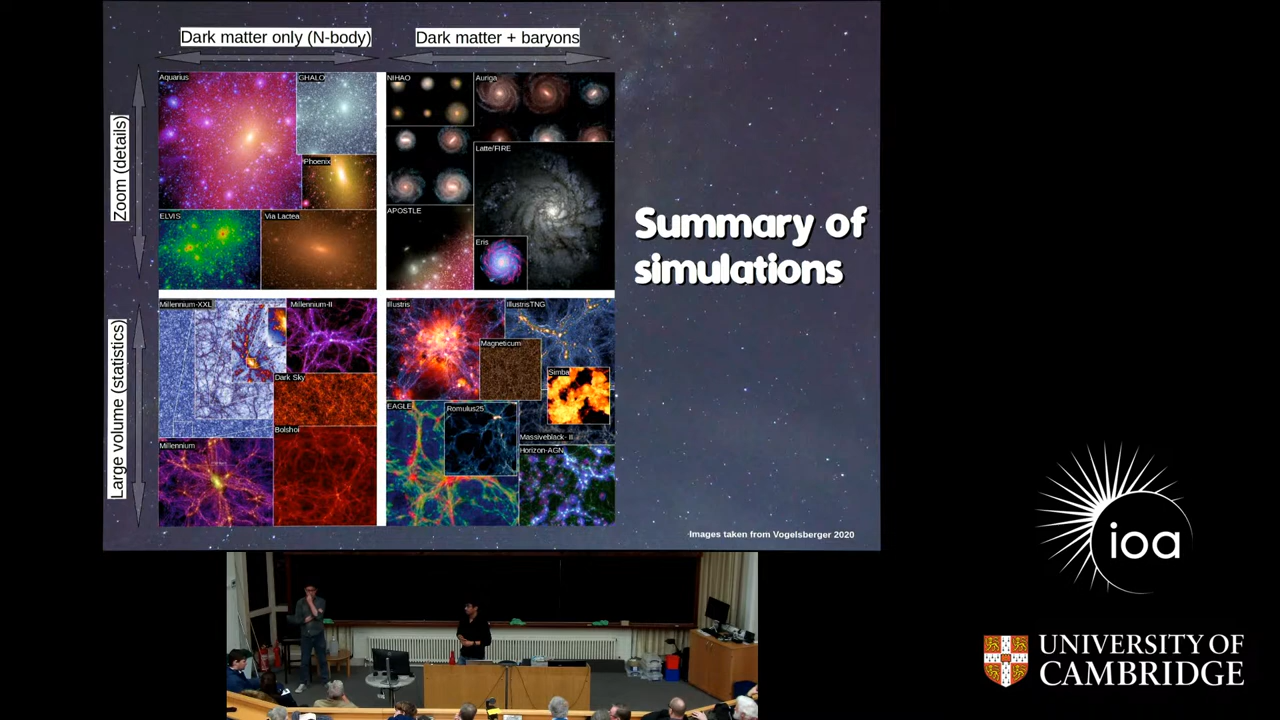 Dark matter only (N-body)
Dark matter + baryons
Zoom (details)
Large volume (statistics)
Aquarius
GHALO
Phoenix
ELVIS
Via Lactea
NIHAO
Auriga
Latte/FIRE
APOSTLE
Eris
Millennium-XXL
Millennium-II
Dark Sky
Bolshoi
Millennium
Illustris
IllustrisTNG
Magneticum
Simba
EAGLE
Romulus25
Massiveblack- II
Horizon-AGN
Summary of
simulations
Images taken from Vogelsberger 2020
ioa
UNIVERSITY OF
CAMBRIDGE